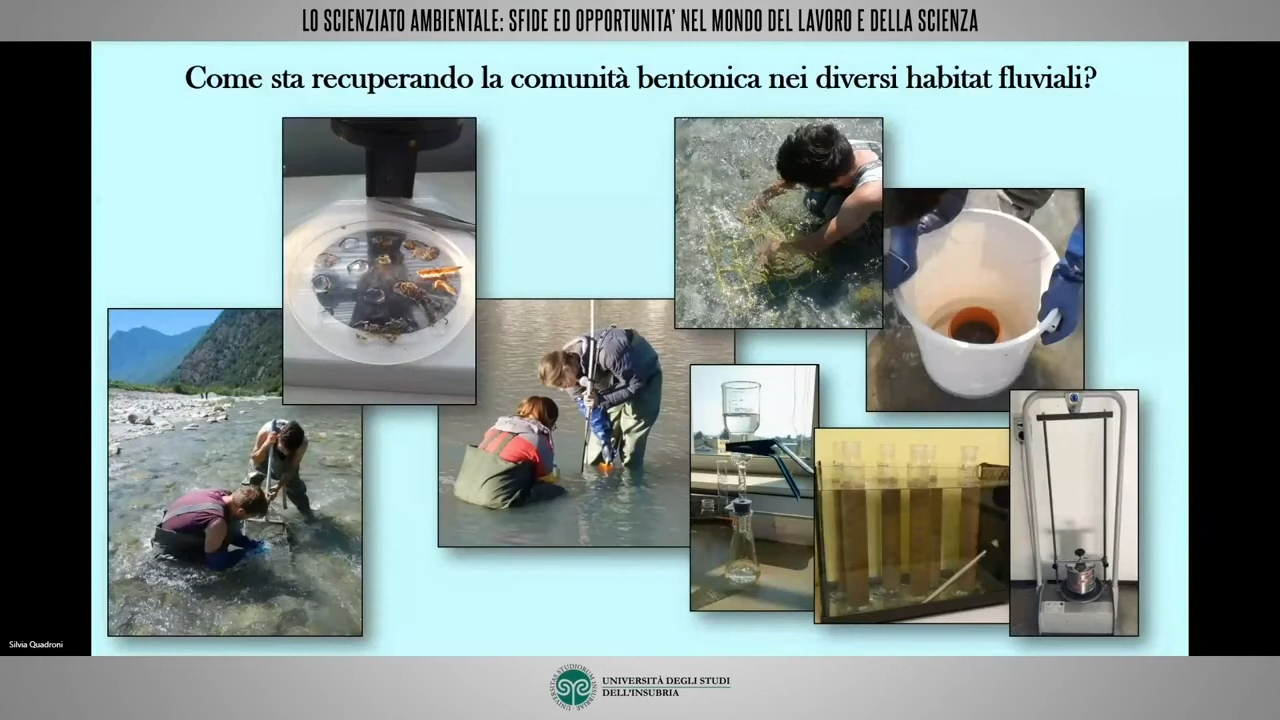 LO SCIENZIATO AMBIENTALE: SFIDE ED OPPORTUNITA' NEL MONDO DEL LAVORO E DELLA SCIENZA
Come sta recuperando la comunità bentonica nei diversi habitat fluviali?
Silvia Quadroni
UNIVERSITÀ DEGLI STUDI
DELL'INSUBRIA